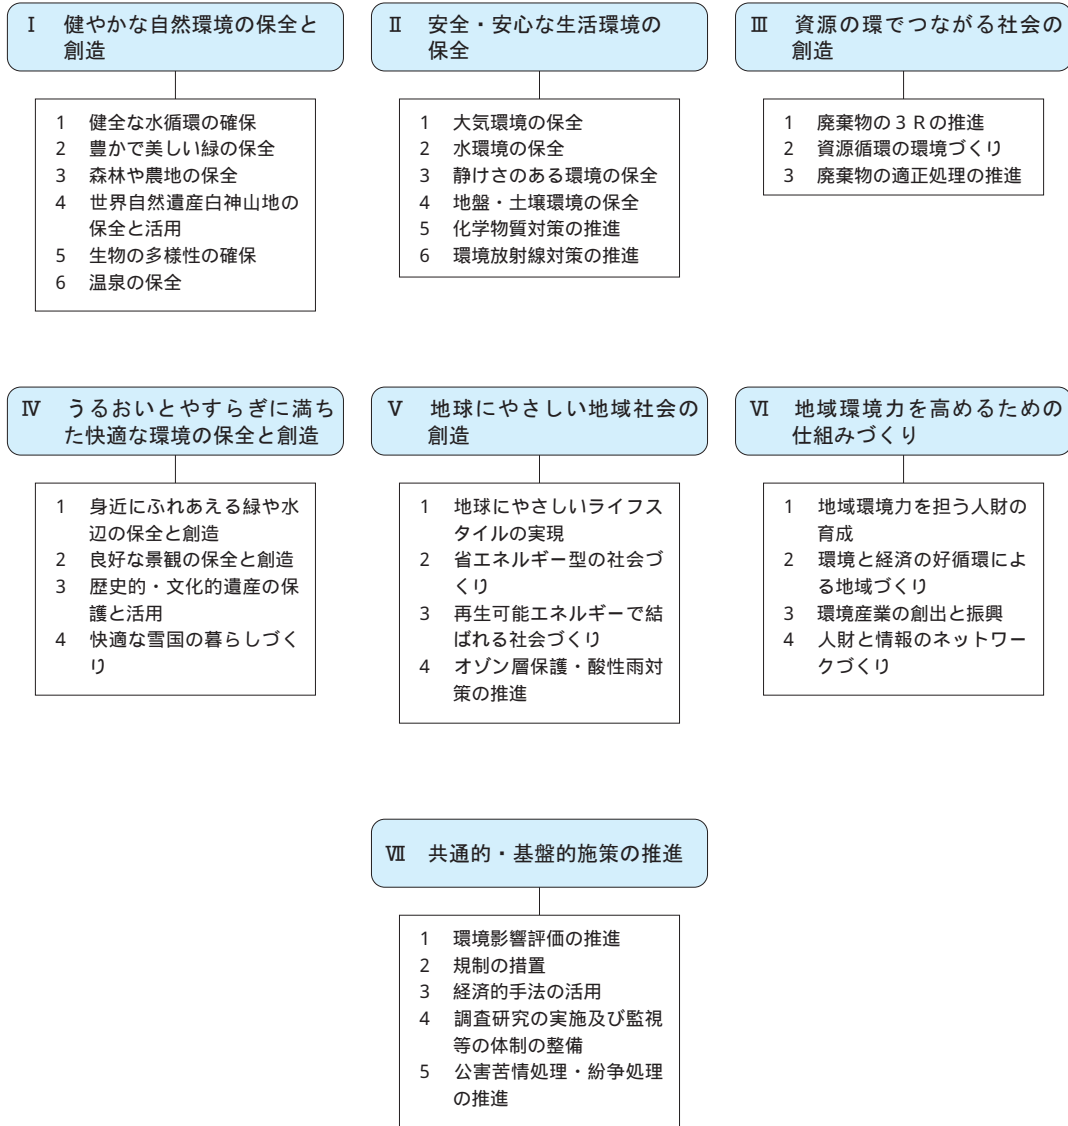 Ⅰ 健やかな自然環境の保全と
創造
1 健全な水循環の確保
2 豊かで美しい緑の保全
3 森林や農地の保全
4 世界自然遺産白神山地の
保全と活用
5 生物の多様性の確保
6 温泉の保全
Ⅱ 安全・安心な生活環境の
保全
1 大気環境の保全
2 水環境の保全
3 静けさのある環境の保全
4 地盤・土壌環境の保全
5 化学物質対策の推進
6 環境放射線対策の推進
Ⅲ 資源の環でつながる社会の
創造
1 廃棄物の３Ｒの推進
2 資源循環の環境づくり
3 廃棄物の適正処理の推進
Ⅳ うるおいとやすらぎに満ち
た快適な環境の保全と創造
1 身近にふれあえる緑や水
辺の保全と創造
2 良好な景観の保全と創造
3 歴史的・文化的遺産の保
護と活用
4 快適な雪国の暮らしづく
り
Ⅴ 地球にやさしい地域社会の
創造
1 地球にやさしいライフス
タイルの実現
2 省エネルギー型の社会づ
くり
3 再生可能エネルギーで結
ばれる社会づくり
4 オゾン層保護・酸性雨対
策の推進
Ⅵ 地域環境力を高めるための
仕組みづくり
1 地域環境力を担う人財の
育成
2 環境と経済の好循環によ
る地域づくり
3 環境産業の創出と振興
4 人財と情報のネットワー
クづくり
Ⅶ 共通的・基盤的施策の推進
1 環境影響評価の推進
2 規制の措置
3 経済的手法の活用
4 調査研究の実施及び監視
等の体制の整備
5 公害苦情処理・紛争処理
の推進